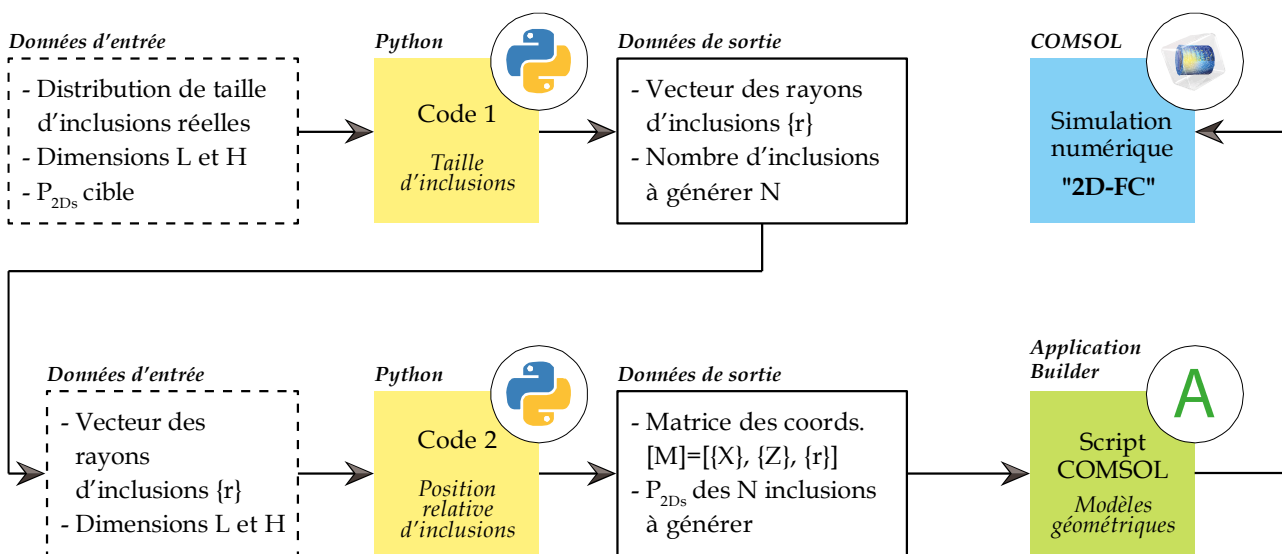 Données d'entrée
- Distribution de taille
d'inclusions réelles
- Dimensions L et H
- P2Ds cible
Python
Code 1
Taille
d'inclusions
Données de sortie
- Vecteur des rayons
d'inclusions {r}
- Nombre d'inclusions
à générer N
COMSOL
Simulation
numérique
"2D-FC"
Données d'entrée
- Vecteur des
rayons
d'inclusions {r}
- Dimensions L et H
Python
Code 2
Position
relative
d'inclusions
Données de sortie
- Matrice des coords.
[M]=[{X}, {Z}, {r}]
- P2Ds des N inclusions
à générer
Application
Builder
A
Script
COMSOL
Modèles
géométriques